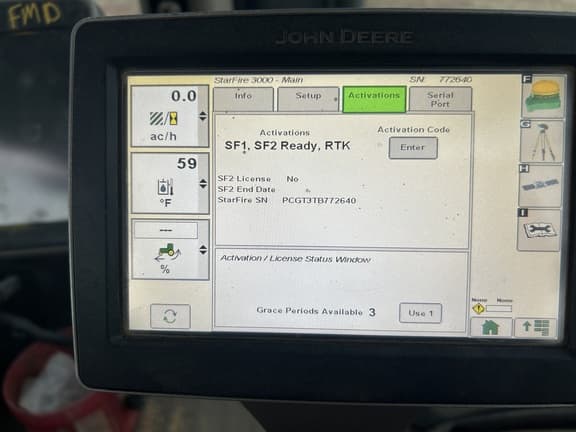 FMD
JOHN DEERE
StarFire 3000 - Main
SN: 772640
0.0
ac/h
59
°F
---
%
Info
Setup
Activations
Serial
Port
Activations
SF1, SF2 Ready, RTK
Activation Code
Enter
SF2 License No
SF2 End Date
StarFire SN PCGT3TB772640
Activation / License Status Window
Grace Periods Available 3
Use 1
F
G
H
I